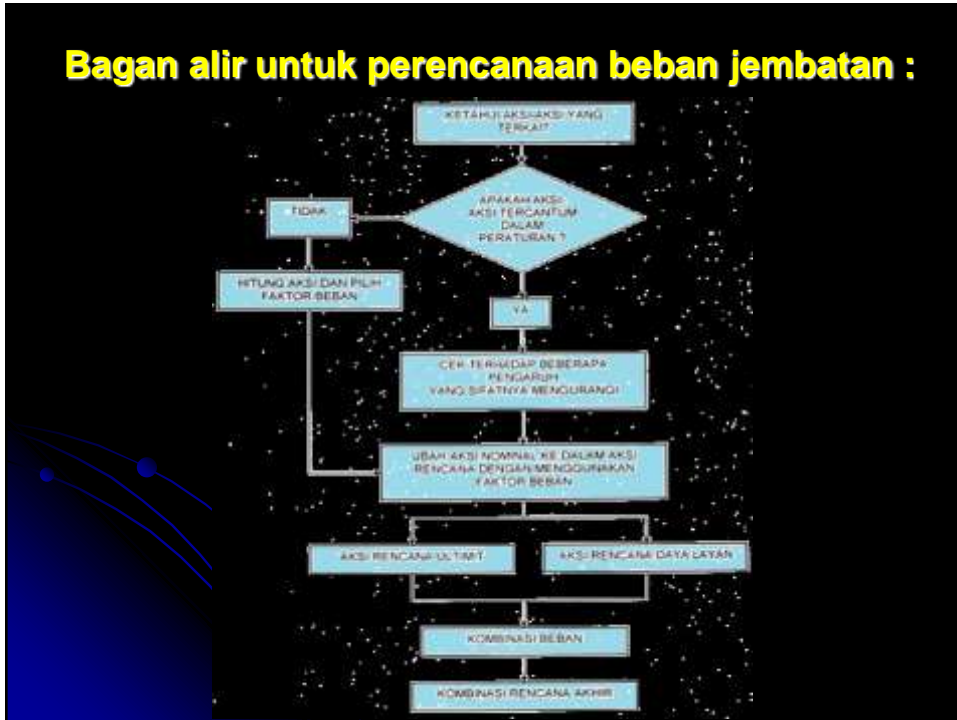 Bagan alir untuk perencanaan beban jembatan :
KETAHUI AKSI-AKSI YANG
TERKAIT
APAKAH AKSI-
AKSI TERCANTUM
DALAM
PERATURAN ?
TIDAK
HITUNG AKSI DAN PILIH
FAKTOR BEBAN
YA
CEK TERHADAP BEBERAPA
PENGARUH
YANG SIFATNYA MENGURANGI
UBAH AKSI NOMINAL KE DALAM AKSI
RENCANA DENGAN MENGGUNAKAN
FAKTOR BEBAN
AKSI RENCANA ULTIMIT
AKSI RENCANA DAYA LAYAN
KOMBINASI BEBAN
KOMBINASI RENCANA AKHIR